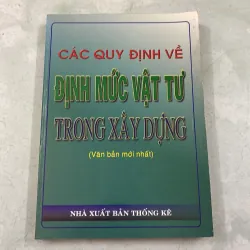 CÁC QUY ĐỊNH VỀ
ĐỊNH MỨC VẬT TƯ
TRONG XÂY DỰNG
(Văn bản mới nhất)
NHÀ XUẤT BẢN THỐNG KÊ